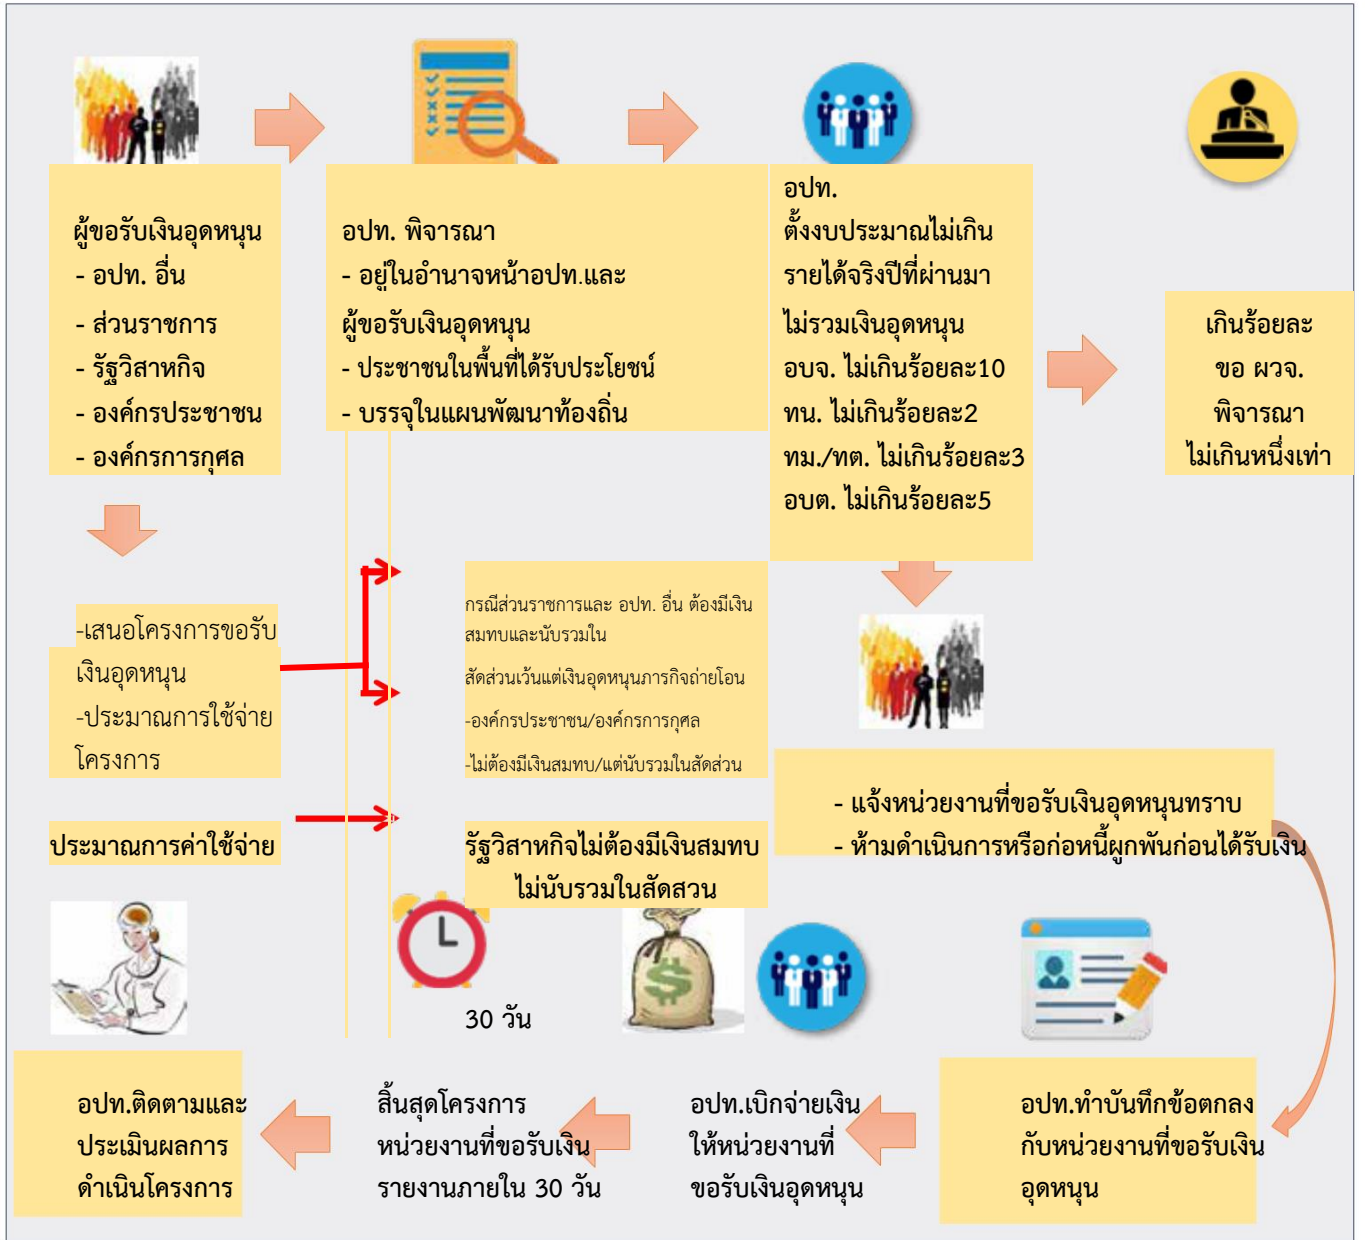 ผู้ขอรับเงินอุดหนุน
- อปท. อื่น
- ส่วนราชการ
- รัฐวิสาหกิจ
- องค์กรประชาชน
- องค์กรการกุศล
อปท. พิจารณา
- อยู่ในอำนาจหน้าอปท.และ
ผู้ขอรับเงินอุดหนุน
- ประชาชนในพื้นที่ได้รับประโยชน์
- บรรจุในแผนพัฒนาท้องถิ่น
อปท.
ตั้งงบประมาณไม่เกิน
รายได้จริงปีที่ผ่านมา
ไม่รวมเงินอุดหนุน
อบจ. ไม่เกินร้อยละ10
ทน. ไม่เกินร้อยละ2
ทม./ทต. ไม่เกินร้อยละ3
อบต. ไม่เกินร้อยละ5
เกินร้อยละ
ขอ ผวจ.
พิจารณา
ไม่เกินหนึ่งเท่า
-เสนอโครงการขอรับ
เงินอุดหนุน
-ประมาณการใช้จ่าย
โครงการ
กรณีส่วนราชการและ อปท. อื่น ต้องมีเงิน
สมทบและนับรวมใน
สัดส่วนเว้นแต่เงินอุดหนุนภารกิจถ่ายโอน
-องค์กรประชาชน/องค์กรการกุศล
-ไม่ต้องมีเงินสมทบ/แต่นับรวมในสัดส่วน
ประมาณการค่าใช้จ่าย
รัฐวิสาหกิจไม่ต้องมีเงินสมทบ
ไม่นับรวมในสัดสวน
- แจ้งหน่วยงานที่ขอรับเงินอุดหนุนทราบ
- ห้ามดำเนินการหรือก่อหนี้ผูกพันก่อนได้รับเงิน
30 วัน
อปท.ติดตามและ
ประเมินผลการ
ดำเนินโครงการ
สิ้นสุดโครงการ
หน่วยงานที่ขอรับเงิน
รายงานภายใน 30 วัน
อปท.เบิกจ่ายเงิน
ให้หน่วยงานที่
ขอรับเงินอุดหนุน
อปท.ทำบันทึกข้อตกลง
กับหน่วยงานที่ขอรับเงิน
อุดหนุน